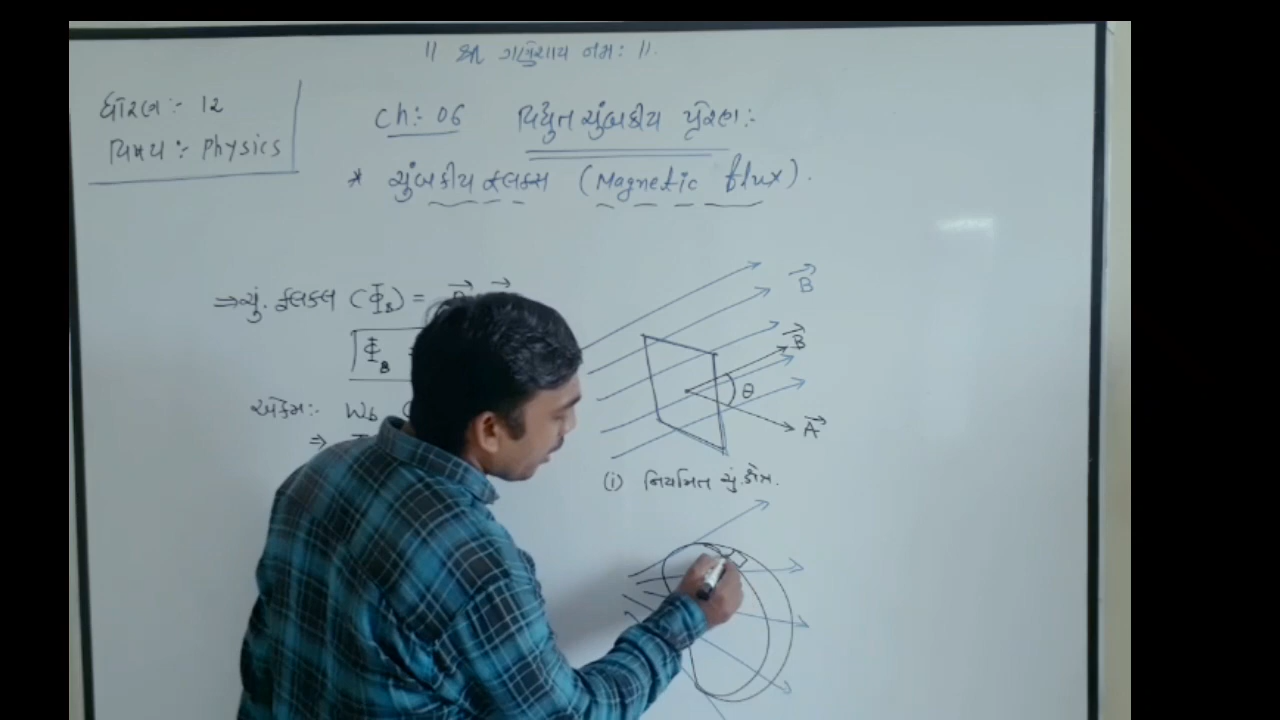 || શ્રી ગણેશાય નમઃ ||
ધોરણ :- 12
વિષય :- Physics
Ch: 06 વિદ્યુત ચુંબકીય પ્રેરણ :-
* ચુંબકીય ફ્લક્સ (Magnetic flux).
⇒ ચું. ફ્લક્સ (Φ_B) =
Φ_B
એકમ :- Wb
⇒
B⃗
B⃗
θ
A⃗
(i) નિયમિત ચું. ક્ષેત્ર.